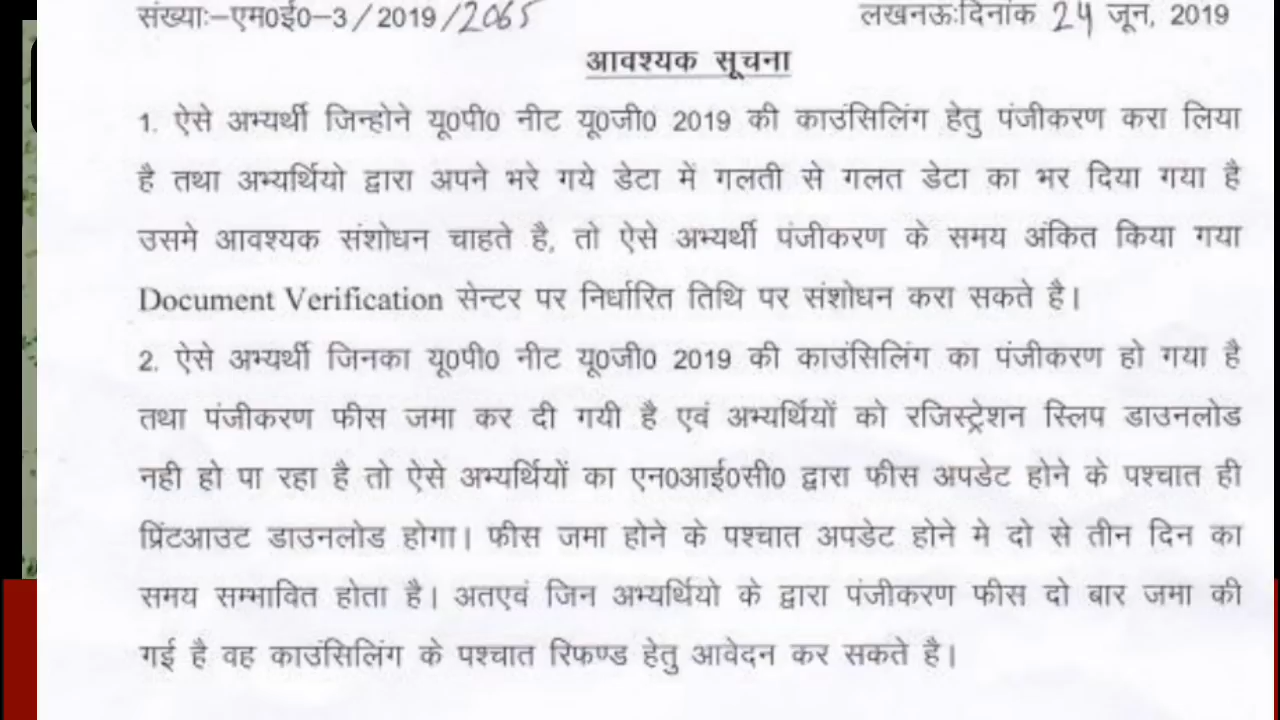 संख्याः–एम0ई0–3/2019/2065 लखनऊःदिनांक 24 जून, 2019
आवश्यक सूचना
1. ऐसे अभ्यर्थी जिन्होने यू0पी0 नीट यू0जी0 2019 की काउंसिलिंग हेतु पंजीकरण करा लिया
है तथा अभ्यर्थियो द्वारा अपने भरे गये डेटा में गलती से गलत डेटा का भर दिया गया है
उसमे आवश्यक संशोधन चाहते है, तो ऐसे अभ्यर्थी पंजीकरण के समय अंकित किया गया
Document Verification सेन्टर पर निर्धारित तिथि पर संशोधन करा सकते है।
2. ऐसे अभ्यर्थी जिनका यू0पी0 नीट यू0जी0 2019 की काउंसिलिंग का पंजीकरण हो गया है
तथा पंजीकरण फीस जमा कर दी गयी है एवं अभ्यर्थियों को रजिस्ट्रेशन स्लिप डाउनलोड
नही हो पा रहा है तो ऐसे अभ्यर्थियों का एन0आई0सी0 द्वारा फीस अपडेट होने के पश्चात ही
प्रिंटआउट डाउनलोड होगा। फीस जमा होने के पश्चात अपडेट होने मे दो से तीन दिन का
समय सम्भावित होता है। अतएवं जिन अभ्यर्थियो के द्वारा पंजीकरण फीस दो बार जमा की
गई है वह काउंसिलिंग के पश्चात रिफण्ड हेतु आवेदन कर सकते है।